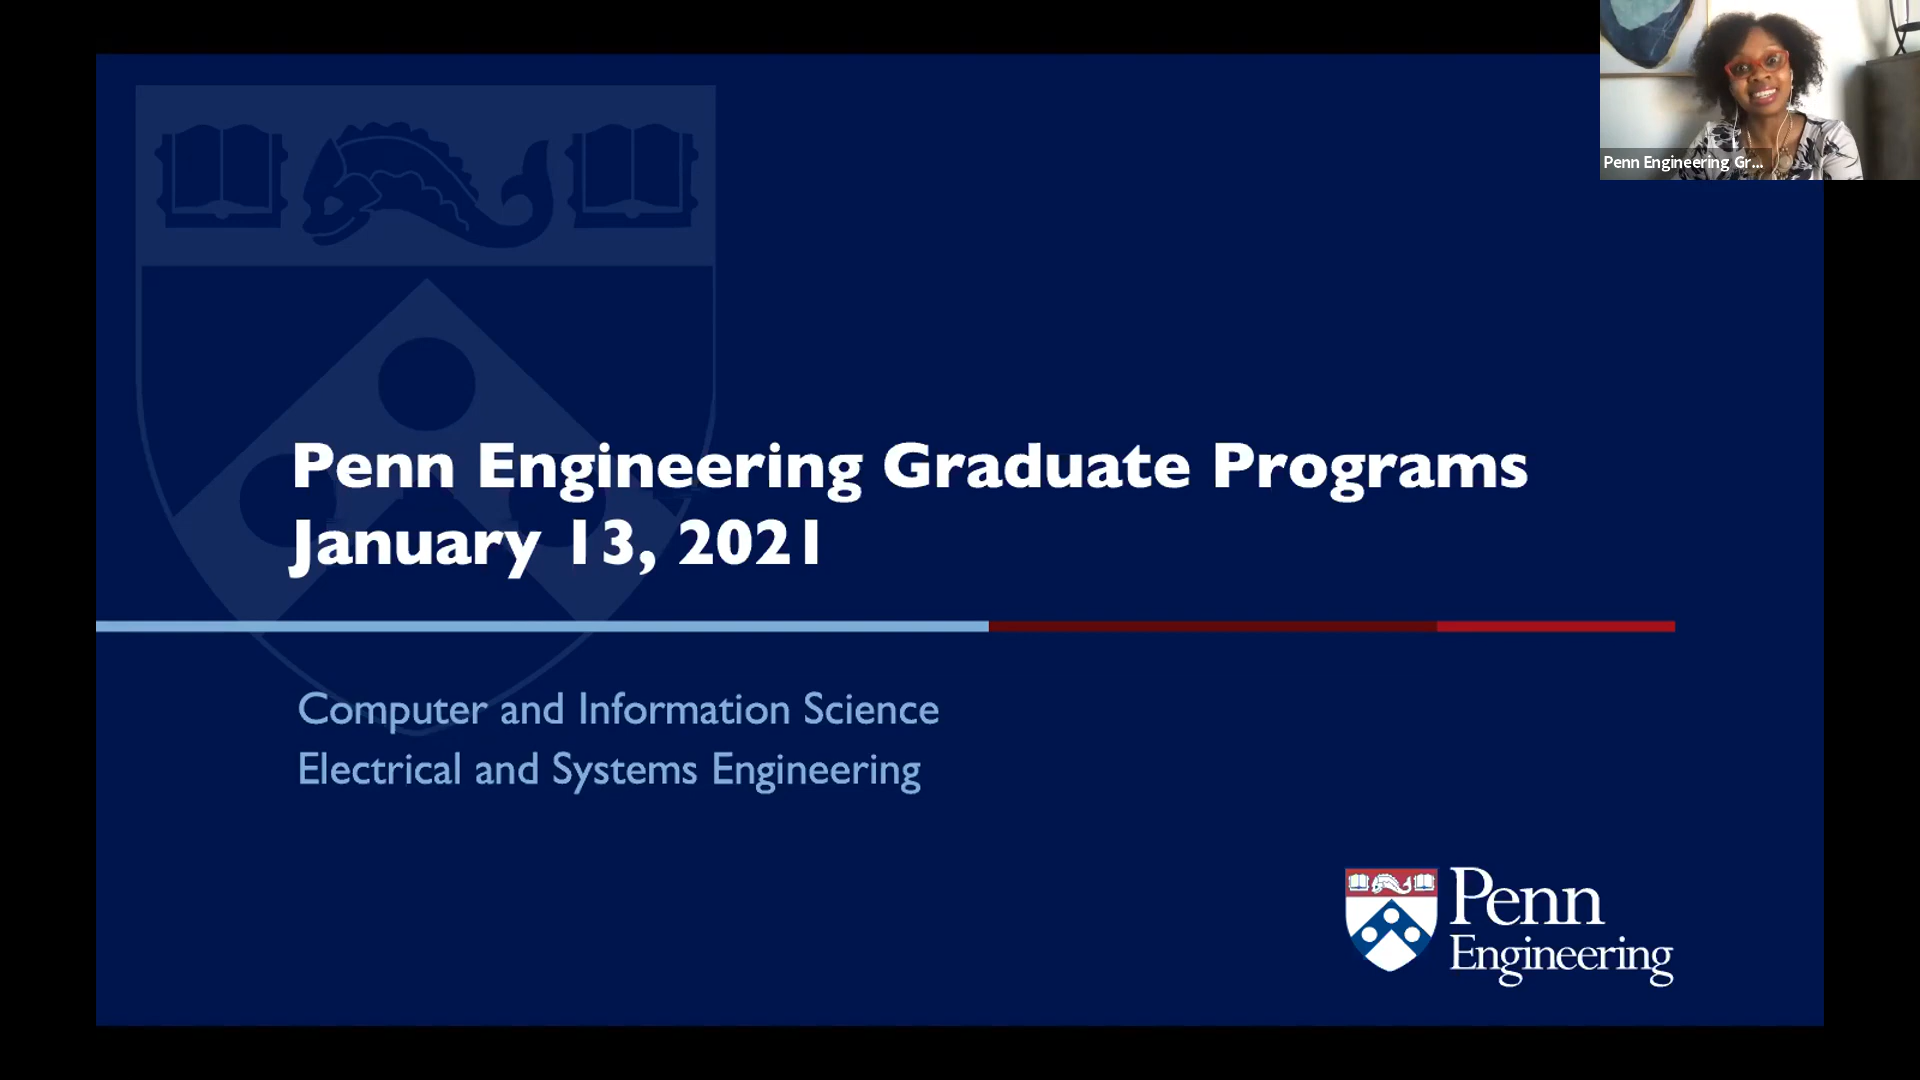 Penn Engineering Gr...
Penn Engineering Graduate Programs
January 13, 2021
Computer and Information Science
Electrical and Systems Engineering
Penn
Engineering